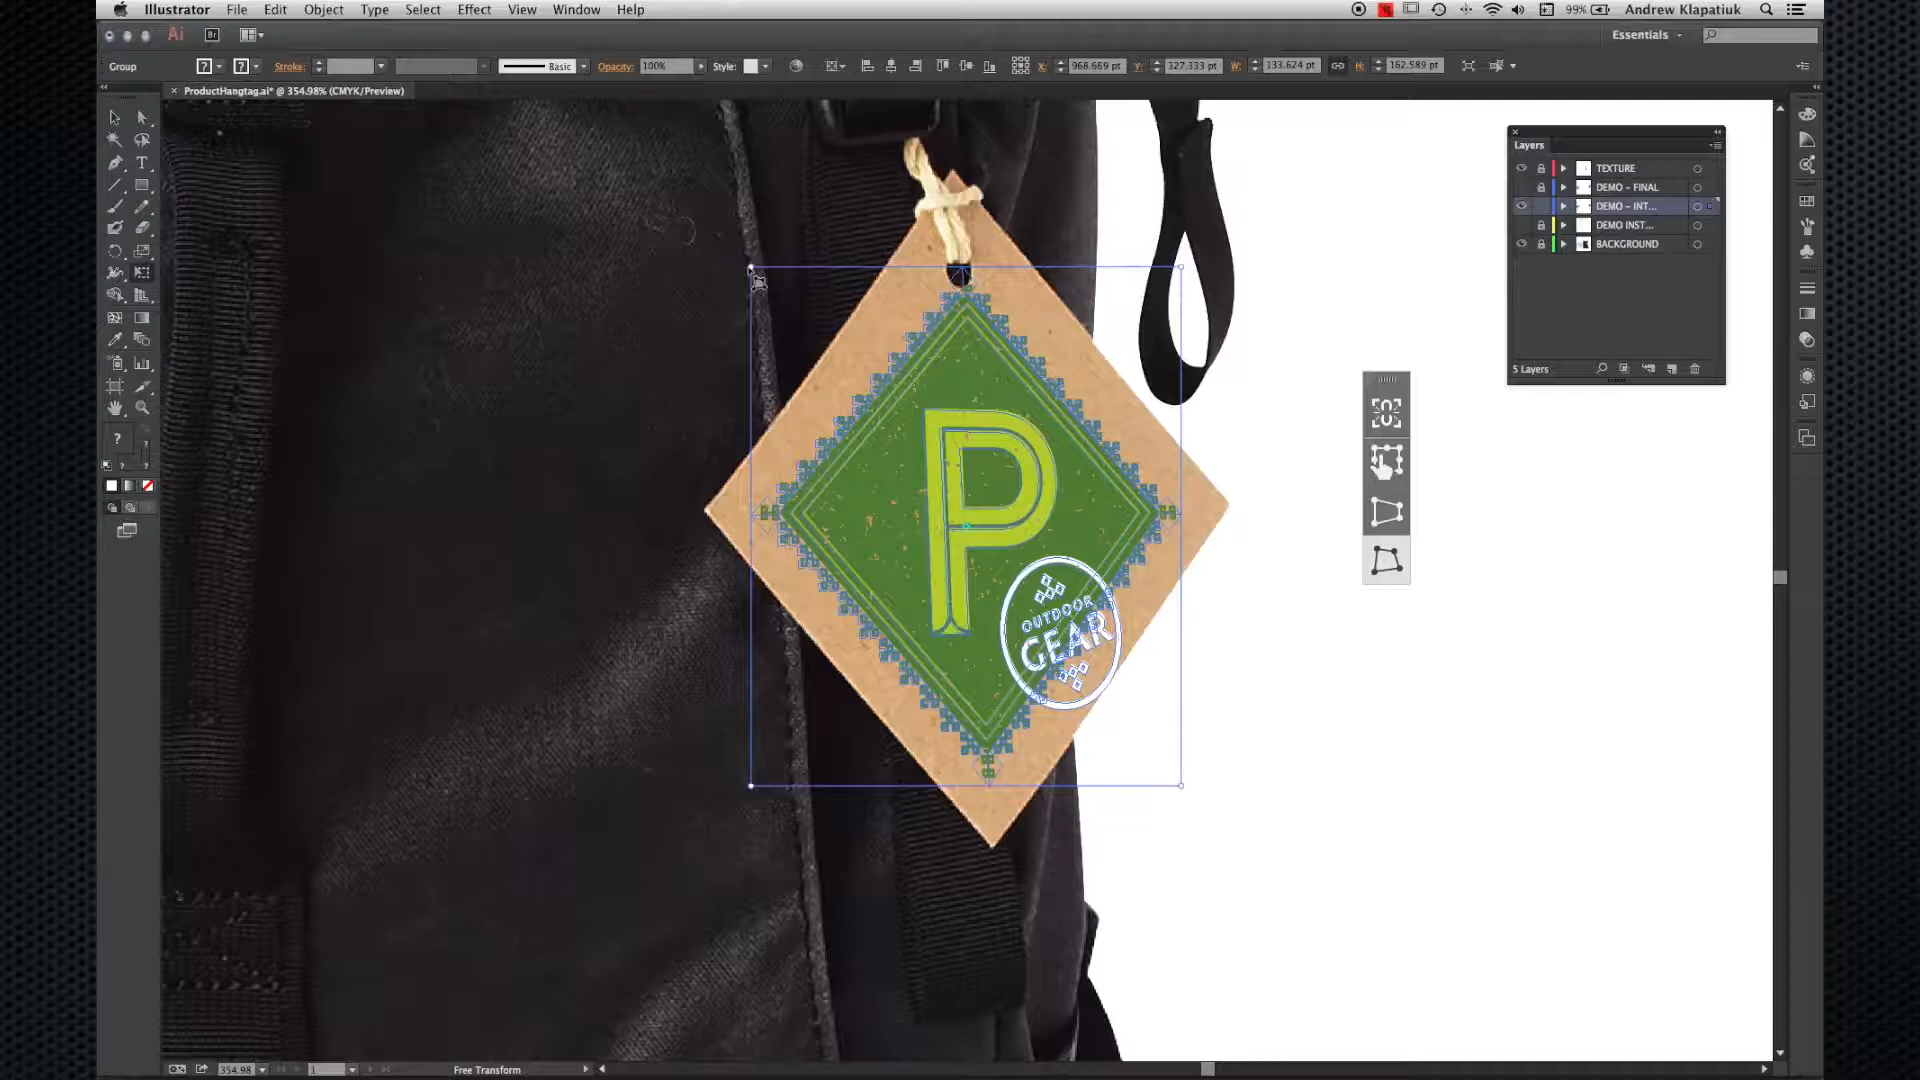 Illustrator File Edit Object Type Select Effect View Window Help 99% Andrew Klapatiuk
Ai Br Essentials
Group ? ? Stroke: Basic Opacity: 100% Style: X: 968.669 pt Y: 327.333 pt W: 133.624 pt H: 162.589 pt
× ProductHangtag.ai* @ 354.98% (CMYK/Preview)
Layers
TEXTURE
DEMO - FINAL
DEMO - INT...
DEMO INST...
BACKGROUND
5 Layers
T
?
P
OUTDOOR
GEAR
354.98 1 Free Transform